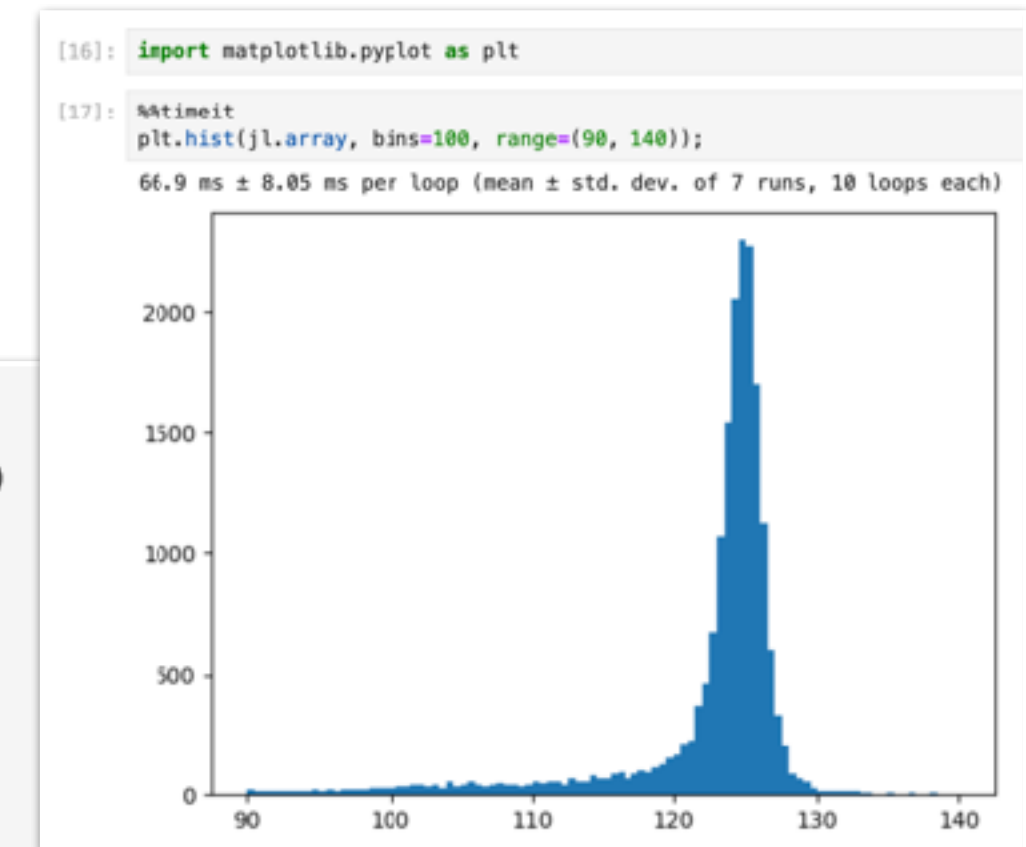 [16]: import matplotlib.pyplot as plt
[17]: %%timeit
plt.hist(jl.array, bins=100, range=(90, 140));
66.9 ms ± 8.05 ms per loop (mean ± std. dev. of 7 runs, 10 loops each)
2000
1500
1000
500
0
90 100 110 120 130 140